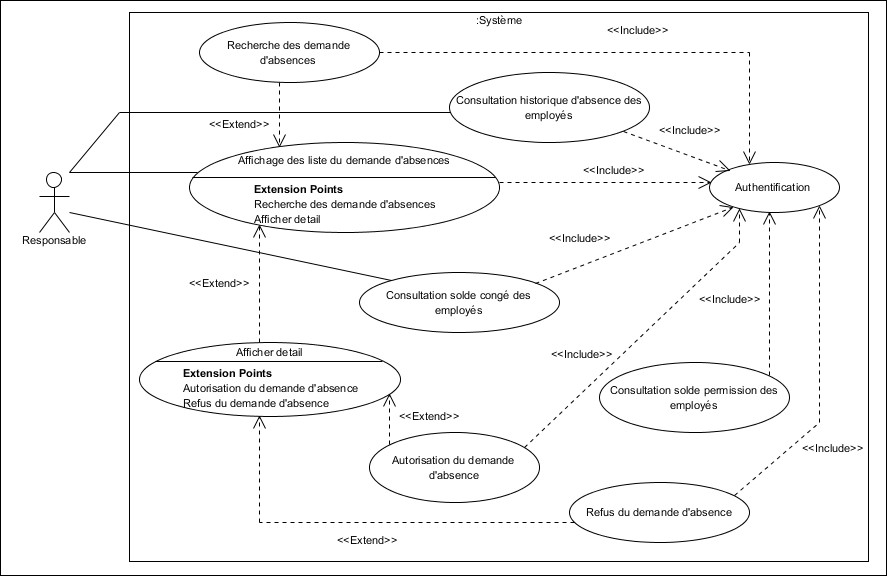 :Système
Recherche des demande
d'absences
<<Include>>
Consultation historique d'absence des
employés
<<Extend>>
<<Include>>
Affichage des liste du demande d'absences
Extension Points
Recherche des demandes d'absences
Afficher detail
<<Include>>
Authentification
Responsable
<<Include>>
<<Extend>>
Consultation solde congé des
employés
<<Include>>
Afficher detail
Extension Points
Autorisation du demande d'absence
Refus du demande d'absence
<<Include>>
Consultation solde permission des
employés
<<Extend>>
Autorisation du demande
d'absence
<<Include>>
Refus du demande d'absence
<<Extend>>